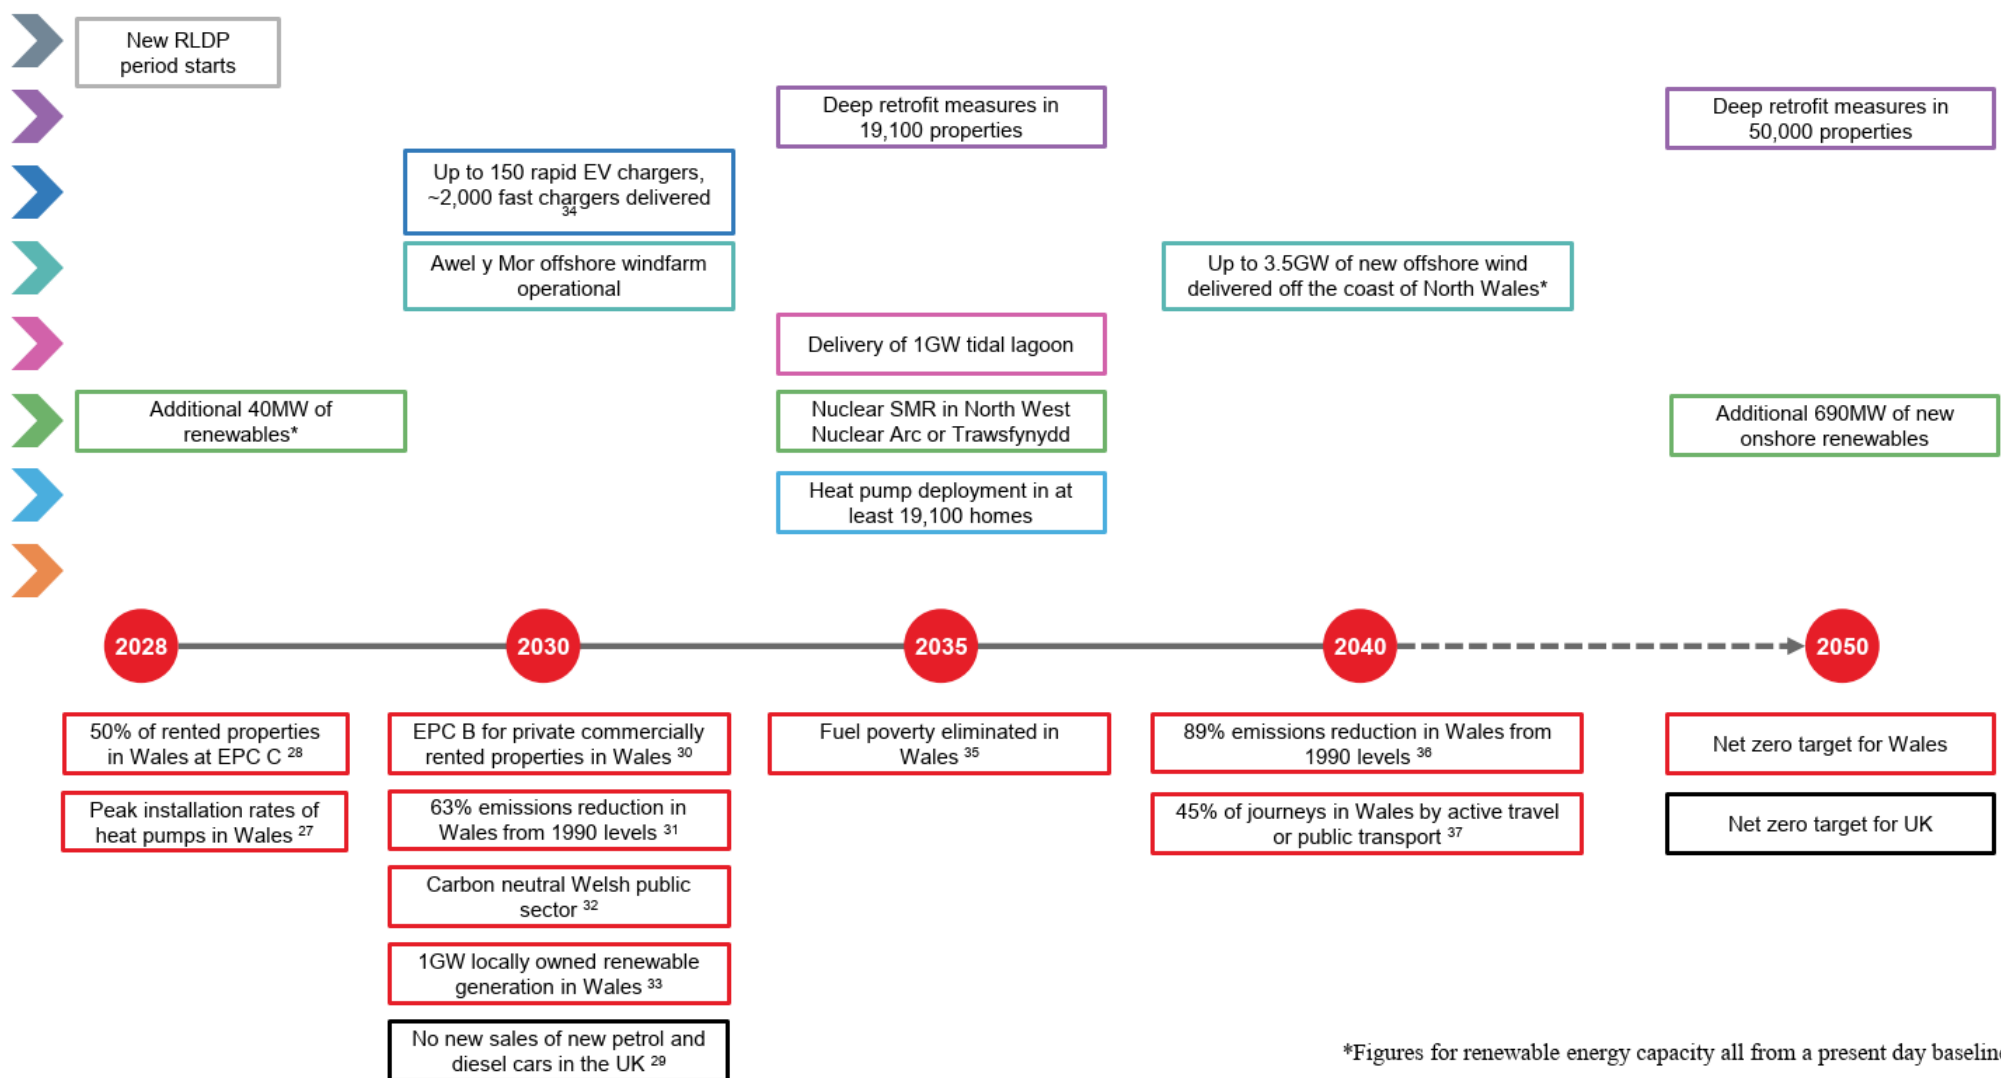 New RLDP
period starts
Deep retrofit measures in
19,100 properties
Deep retrofit measures in
50,000 properties
Up to 150 rapid EV chargers,
~2,000 fast chargers delivered
34
Awel y Mor offshore windfarm
operational
Up to 3.5GW of new offshore wind
delivered off the coast of North Wales*
Delivery of 1GW tidal lagoon
Additional 40MW of
renewables*
Nuclear SMR in North West
Nuclear Arc or Trawsfynydd
Additional 690MW of new
onshore renewables
Heat pump deployment in at
least 19,100 homes
2028
2030
2035
2040
2050
50% of rented properties
in Wales at EPC C 28
Peak installation rates of
heat pumps in Wales 27
EPC B for private commercially
rented properties in Wales 30
63% emissions reduction in
Wales from 1990 levels 31
Carbon neutral Welsh public
sector 32
1GW locally owned renewable
generation in Wales 33
No new sales of new petrol and
diesel cars in the UK 29
Fuel poverty eliminated in
Wales 35
89% emissions reduction in Wales from
1990 levels 36
45% of journeys in Wales by active travel
or public transport 37
Net zero target for Wales
Net zero target for UK
*Figures for renewable energy capacity all from a present day baseline